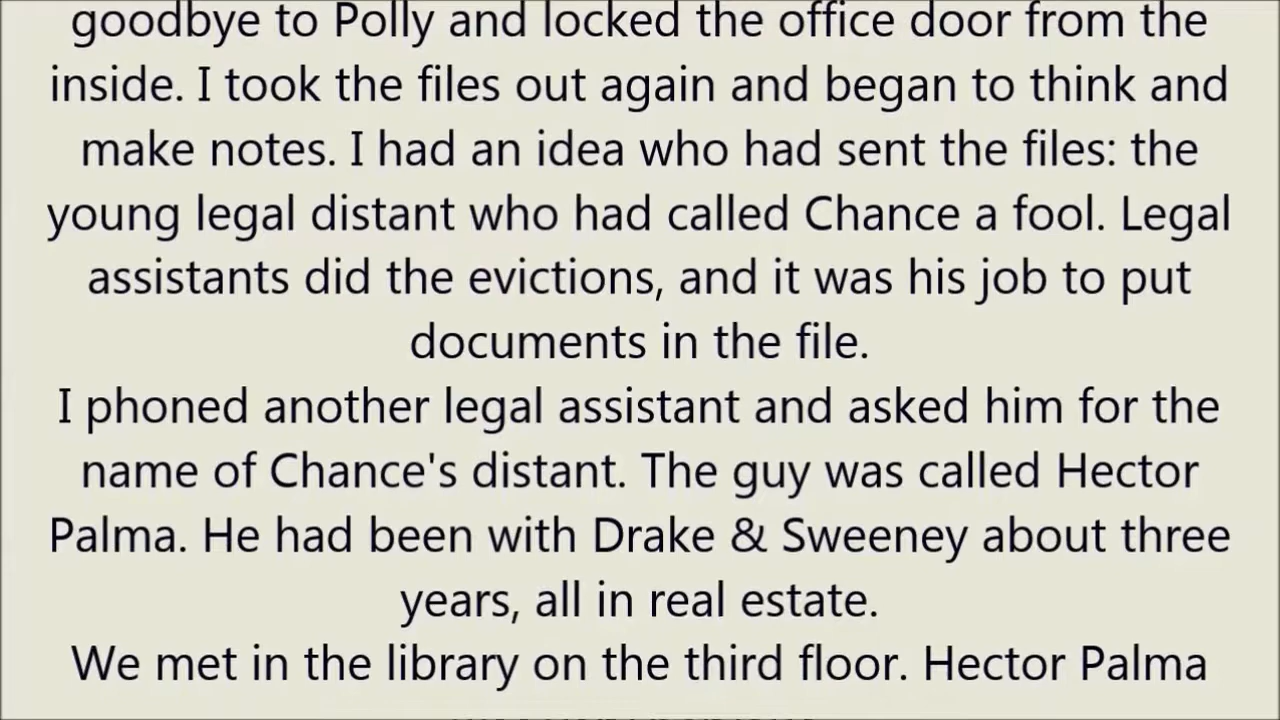 goodbye to Polly and locked the office door from the
inside. I took the files out again and began to think and
make notes. I had an idea who had sent the files: the
young legal distant who had called Chance a fool. Legal
assistants did the evictions, and it was his job to put
documents in the file.
I phoned another legal assistant and asked him for the
name of Chance's distant. The guy was called Hector
Palma. He had been with Drake & Sweeney about three
years, all in real estate.
We met in the library on the third floor. Hector Palma